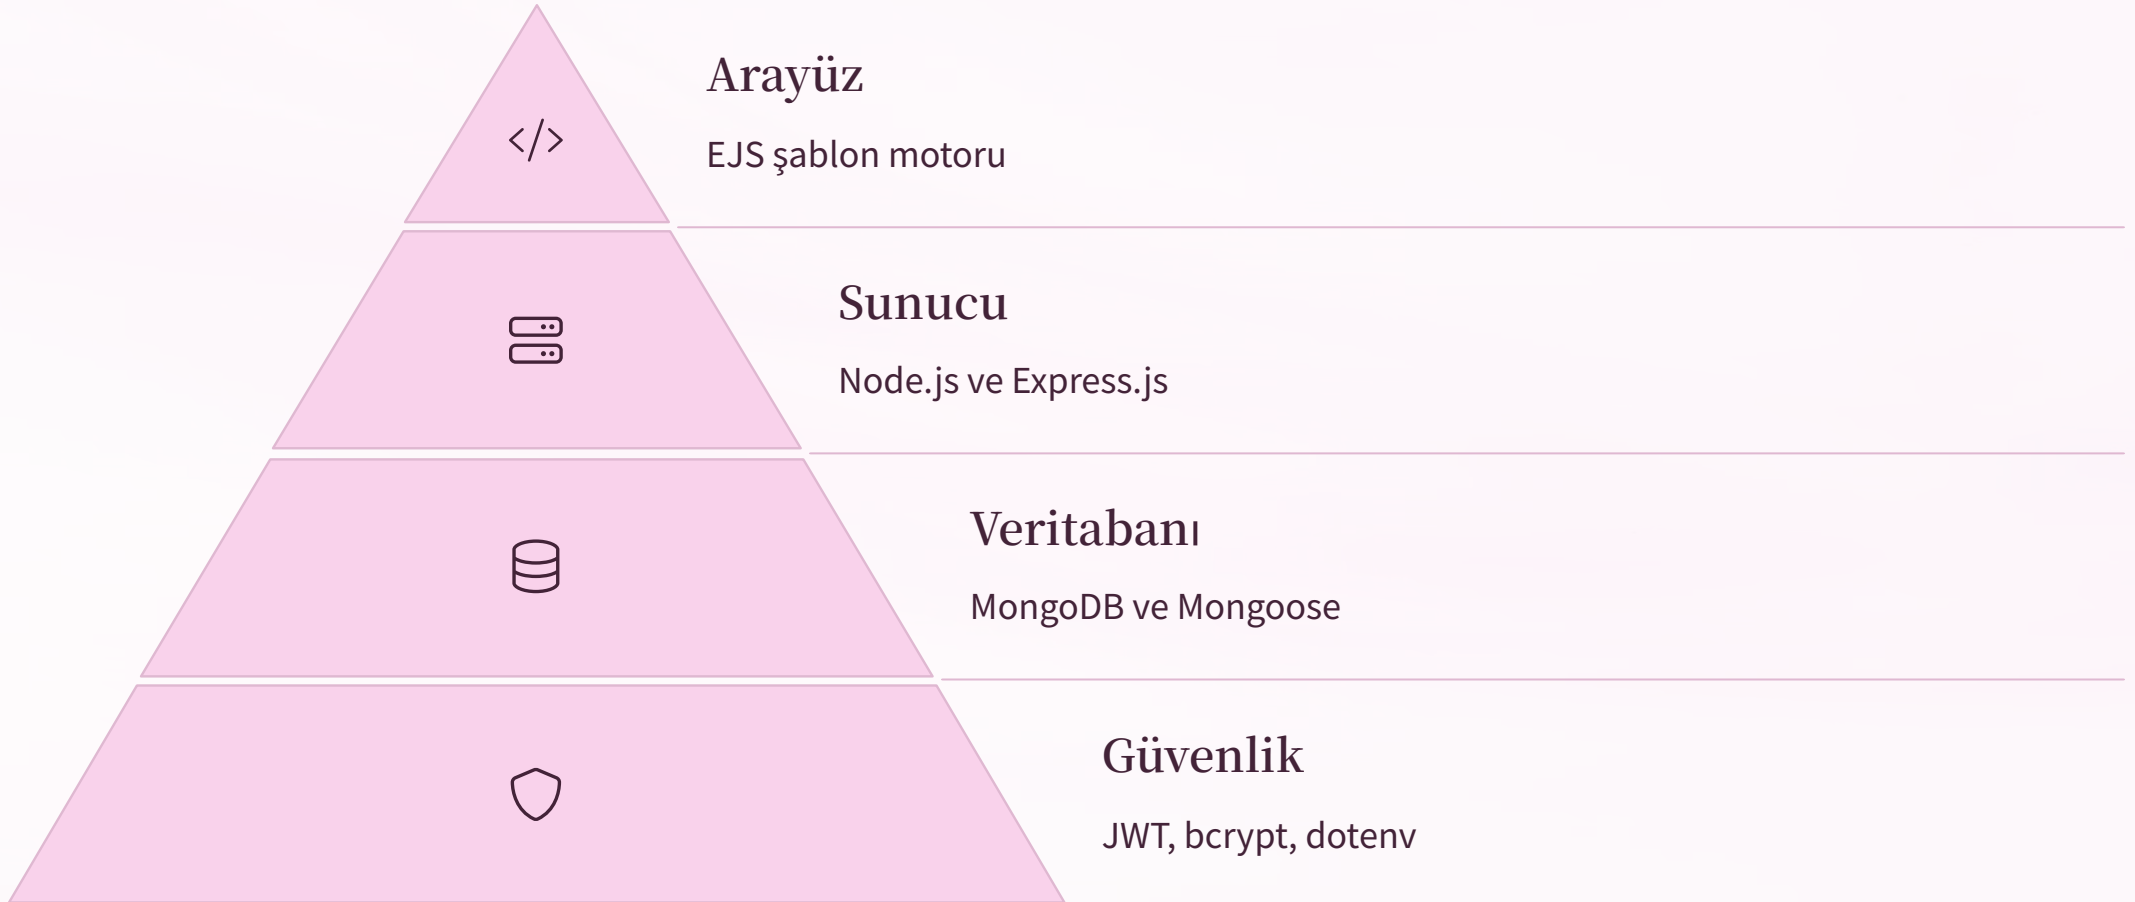 Arayüz
EJS şablon motoru
Sunucu
Node.js ve Express.js
Veritabanı
MongoDB ve Mongoose
Güvenlik
JWT, bcrypt, dotenv